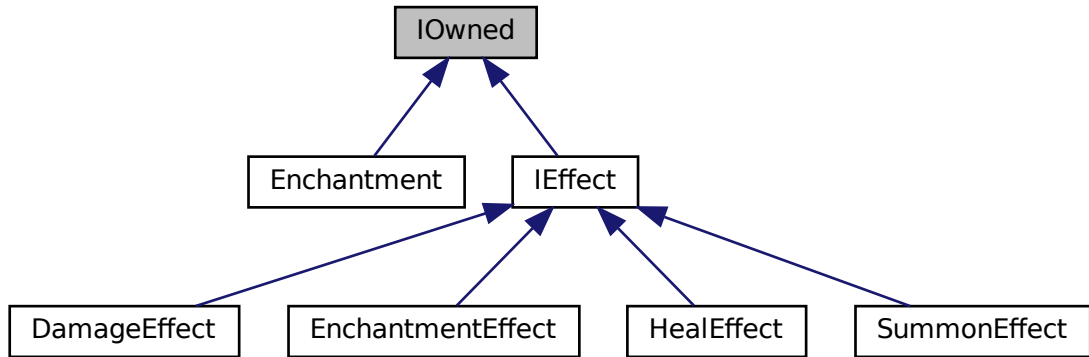 IOwned
Enchantment
IEffect
DamageEffect
EnchantmentEffect
HealEffect
SummonEffect